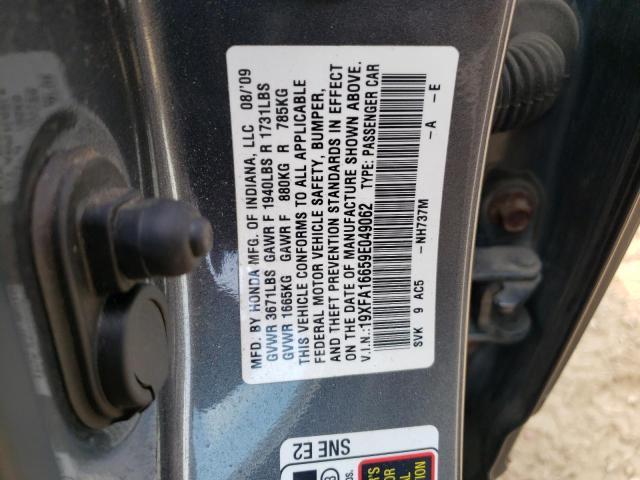 MFD. BY HONDA MFG. OF INDIANA, LLC 08/'09
GVWR 3671LBS GAWR F 1940LBS R 1731LBS
GVWR 1665KG GAWR F 880KG R 785KG
THIS VEHICLE CONFORMS TO ALL APPLICABLE
FEDERAL MOTOR VEHICLE SAFETY, BUMPER,
AND THEFT PREVENTION STANDARDS IN EFFECT
ON THE DATE OF MANUFACTURE SHOWN ABOVE.
V.I.N.:19XFA16659E049062 TYPE: PASSENGER CAR
SVK 9 AC5 -NH737M -A -E
SNE E2